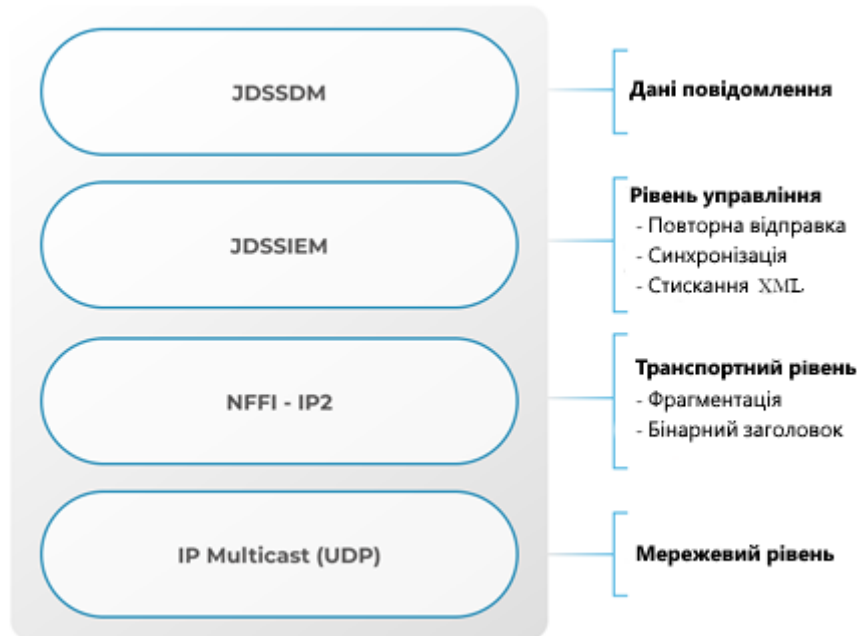 JDSSDM
Дані повідомлення
JDSSIEM
Рівень управління
- Повторна відправка
- Синхронізація
- Стискання XML
NFFI - IP2
Транспортний рівень
- Фрагментація
- Бінарний заголовок
IP Multicast (UDP)
Мережевий рівень